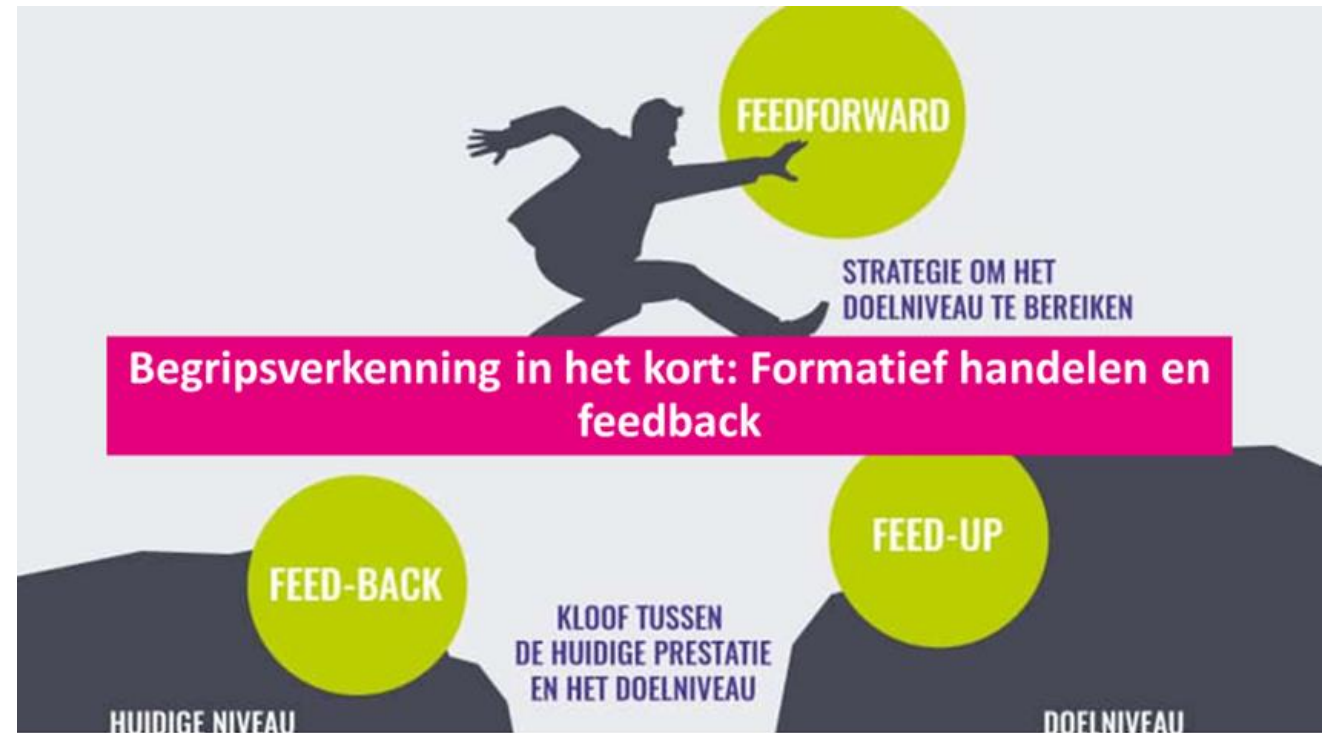 FEEDFORWARD
STRATEGIE OM HET
DOELNIVEAU TE BEREIKEN
Begripsverkenning in het kort: Formatief handelen en
feedback
FEED-BACK
FEED-UP
KLOOF TUSSEN
DE HUIDIGE PRESTATIE
EN HET DOELNIVEAU
HUIDIGE NIVEAU
DOELNIVEAU